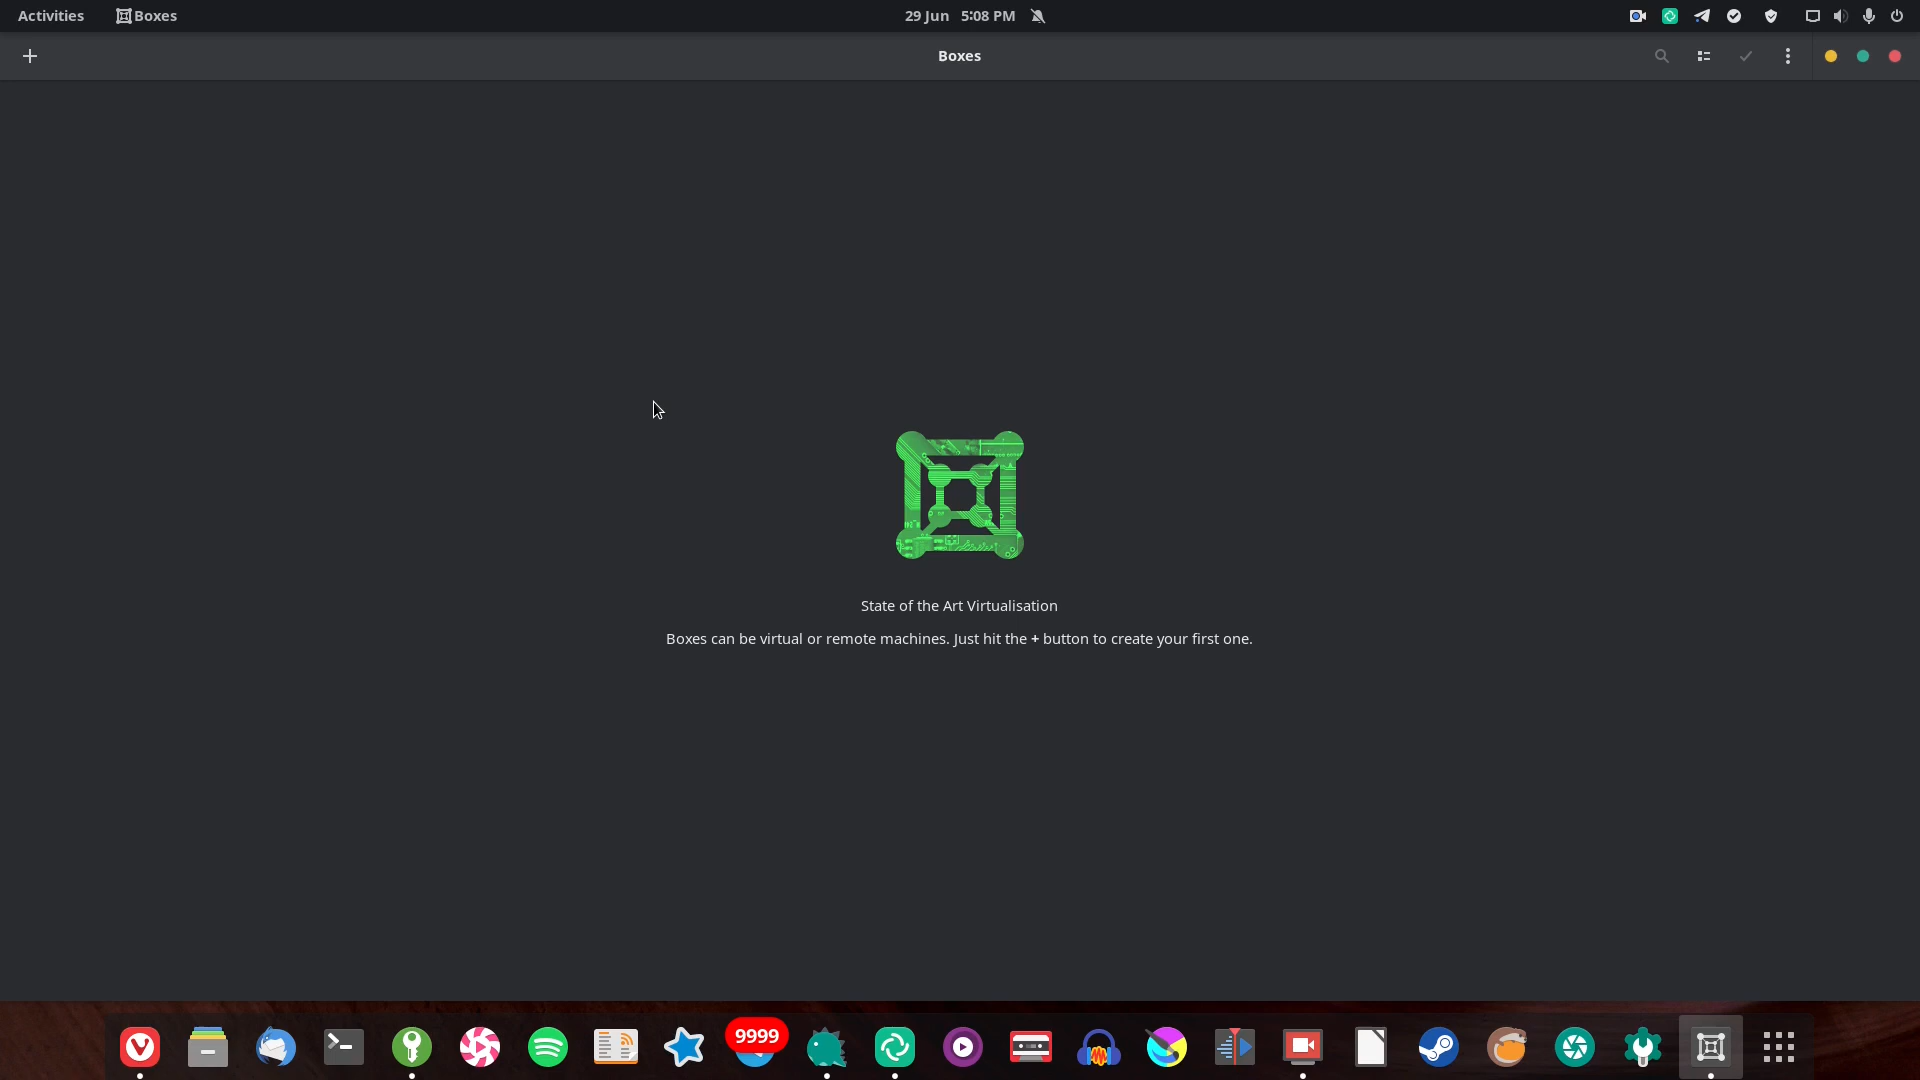 Activities Boxes 29 Jun 5:08 PM
Boxes
State of the Art Virtualisation
Boxes can be virtual or remote machines. Just hit the + button to create your first one.
9999